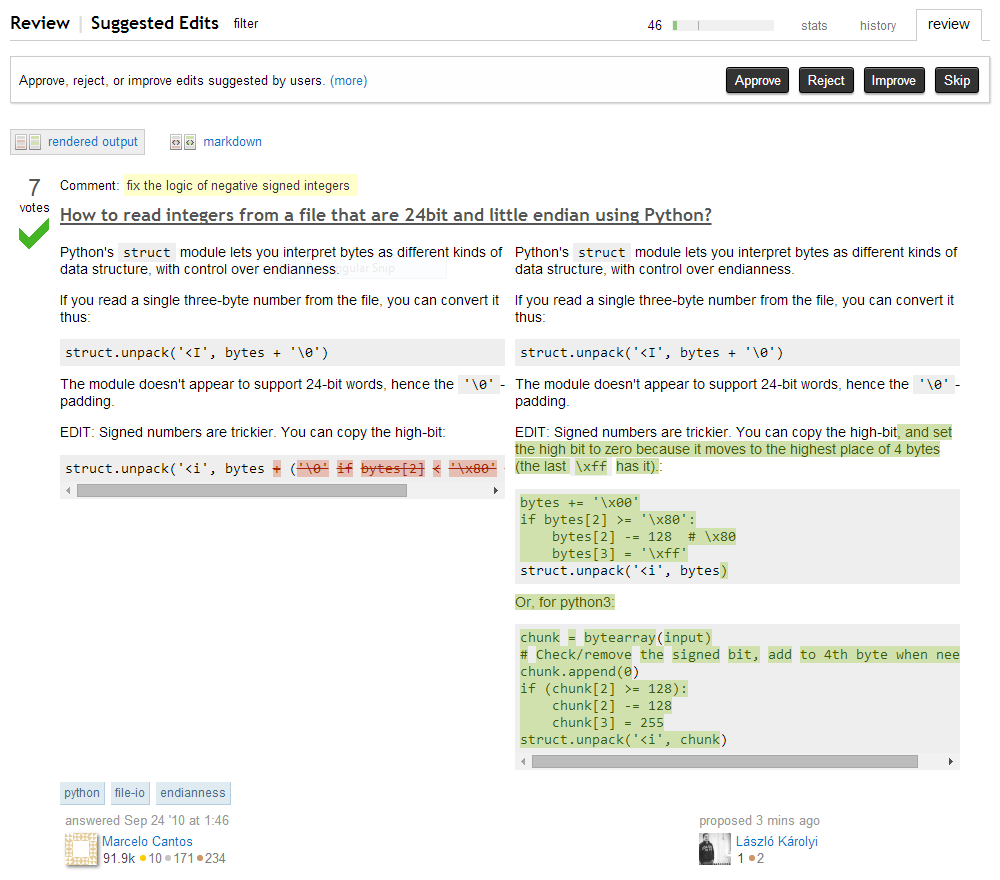 Review | Suggested Edits filter 46 stats history review
Approve, reject, or improve edits suggested by users. (more) Approve Reject Improve Skip
rendered output markdown
7
votes
Comment: fix the logic of negative signed integers
How to read integers from a file that are 24bit and little endian using Python?
Python's struct module lets you interpret bytes as different kinds of
data structure, with control over endianness.
If you read a single three-byte number from the file, you can convert it
thus:
struct.unpack('<I', bytes + '\0')
The module doesn't appear to support 24-bit words, hence the '\0' -
padding.
EDIT: Signed numbers are trickier. You can copy the high-bit:
struct.unpack('<i', bytes + ('\0' if bytes[2] < '\x80'
Python's struct module lets you interpret bytes as different kinds of
data structure, with control over endianness.
If you read a single three-byte number from the file, you can convert it
thus:
struct.unpack('<I', bytes + '\0')
The module doesn't appear to support 24-bit words, hence the '\0' -
padding.
EDIT: Signed numbers are trickier. You can copy the high-bit, and set
the high bit to zero because it moves to the highest place of 4 bytes
(the last \xff has it).:
bytes += '\x00'
if bytes[2] >= '\x80':
    bytes[2] -= 128  # \x80
    bytes[3] = '\xff'
struct.unpack('<i', bytes)
Or, for python3:
chunk = bytearray(input)
# Check/remove the signed bit, add to 4th byte when nee
chunk.append(0)
if (chunk[2] >= 128):
    chunk[2] -= 128
    chunk[3] = 255
struct.unpack('<i', chunk)
python file-io endianness
answered Sep 24 '10 at 1:46
Marcelo Cantos
91.9k 10 171 234
proposed 3 mins ago
László Károlyi
1 2